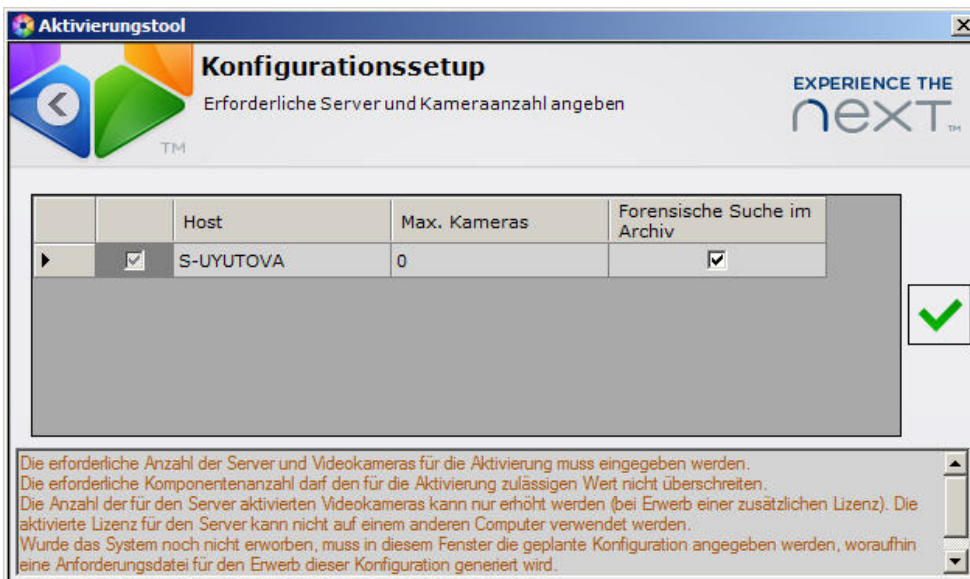 Aktivierungstool
Konfigurationssetup
Erforderliche Server und Kameraanzahl angeben
EXPERIENCE THE
next™
TM
Host
Max. Kameras
Forensische Suche im
Archiv
S-UYUTOVA
0
Die erforderliche Anzahl der Server und Videokameras für die Aktivierung muss eingegeben werden.
Die erforderliche Komponentenanzahl darf den für die Aktivierung zulässigen Wert nicht überschreiten.
Die Anzahl der für den Server aktivierten Videokameras kann nur erhöht werden (bei Erwerb einer zusätzlichen Lizenz). Die
aktivierte Lizenz für den Server kann nicht auf einem anderen Computer verwendet werden.
Wurde das System noch nicht erworben, muss in diesem Fenster die geplante Konfiguration angegeben werden, woraufhin
eine Anforderungsdatei für den Erwerb dieser Konfiguration generiert wird.